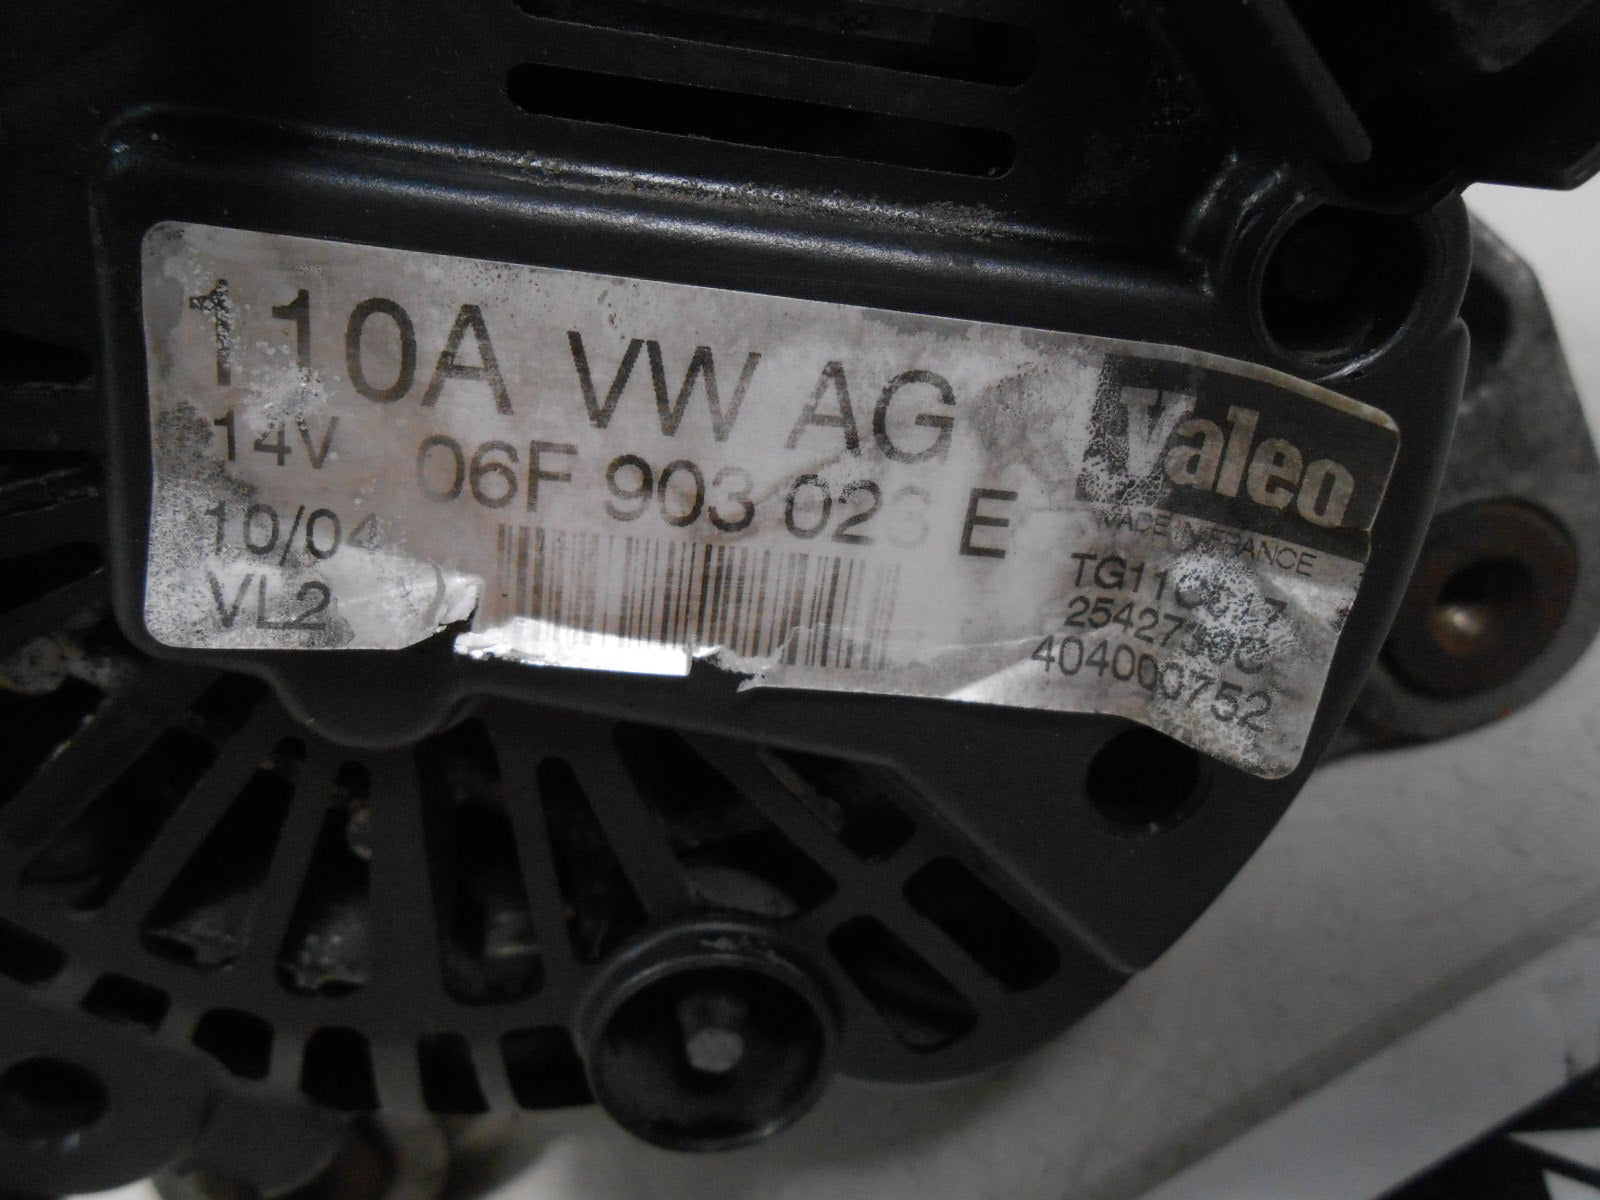 110A VW AG
Valeo
14V
06F 903 023 E
MADE IN FRANCE
10/04
VL2
404000752